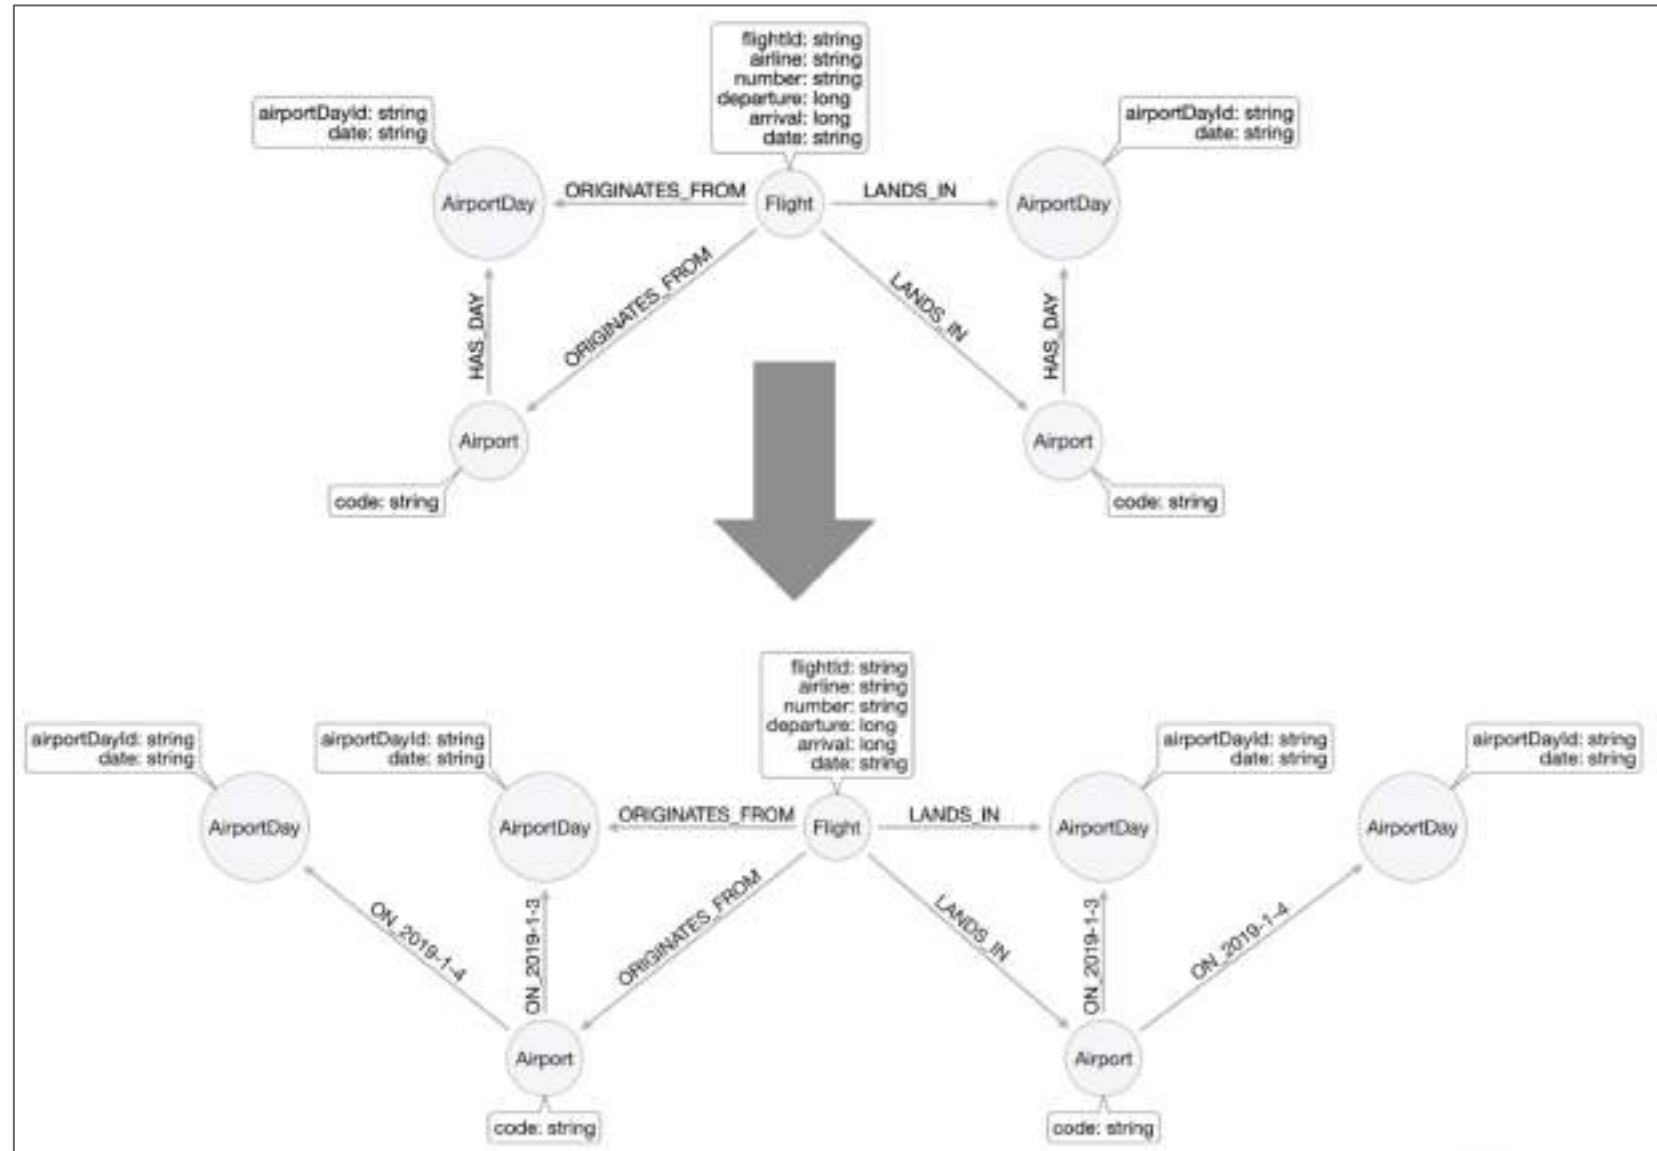 flightId: string
airline: string
number: string
departure: long
arrival: long
date: string
airportDayId: string
date: string
airportDayId: string
date: string
AirportDay
ORIGINATES_FROM
Flight
LANDS_IN
AirportDay
HAS_DAY
ORIGINATES_FROM
LANDS_IN
HAS_DAY
Airport
Airport
code: string
code: string
flightId: string
airline: string
number: string
departure: long
arrival: long
date: string
airportDayId: string
date: string
airportDayId: string
date: string
airportDayId: string
date: string
airportDayId: string
date: string
AirportDay
AirportDay
ORIGINATES_FROM
Flight
LANDS_IN
AirportDay
AirportDay
ON_2019-1-4
ON_2019-1-3
ORIGINATES_FROM
LANDS_IN
ON_2019-1-3
ON_2019-1-4
Airport
Airport
code: string
code: string